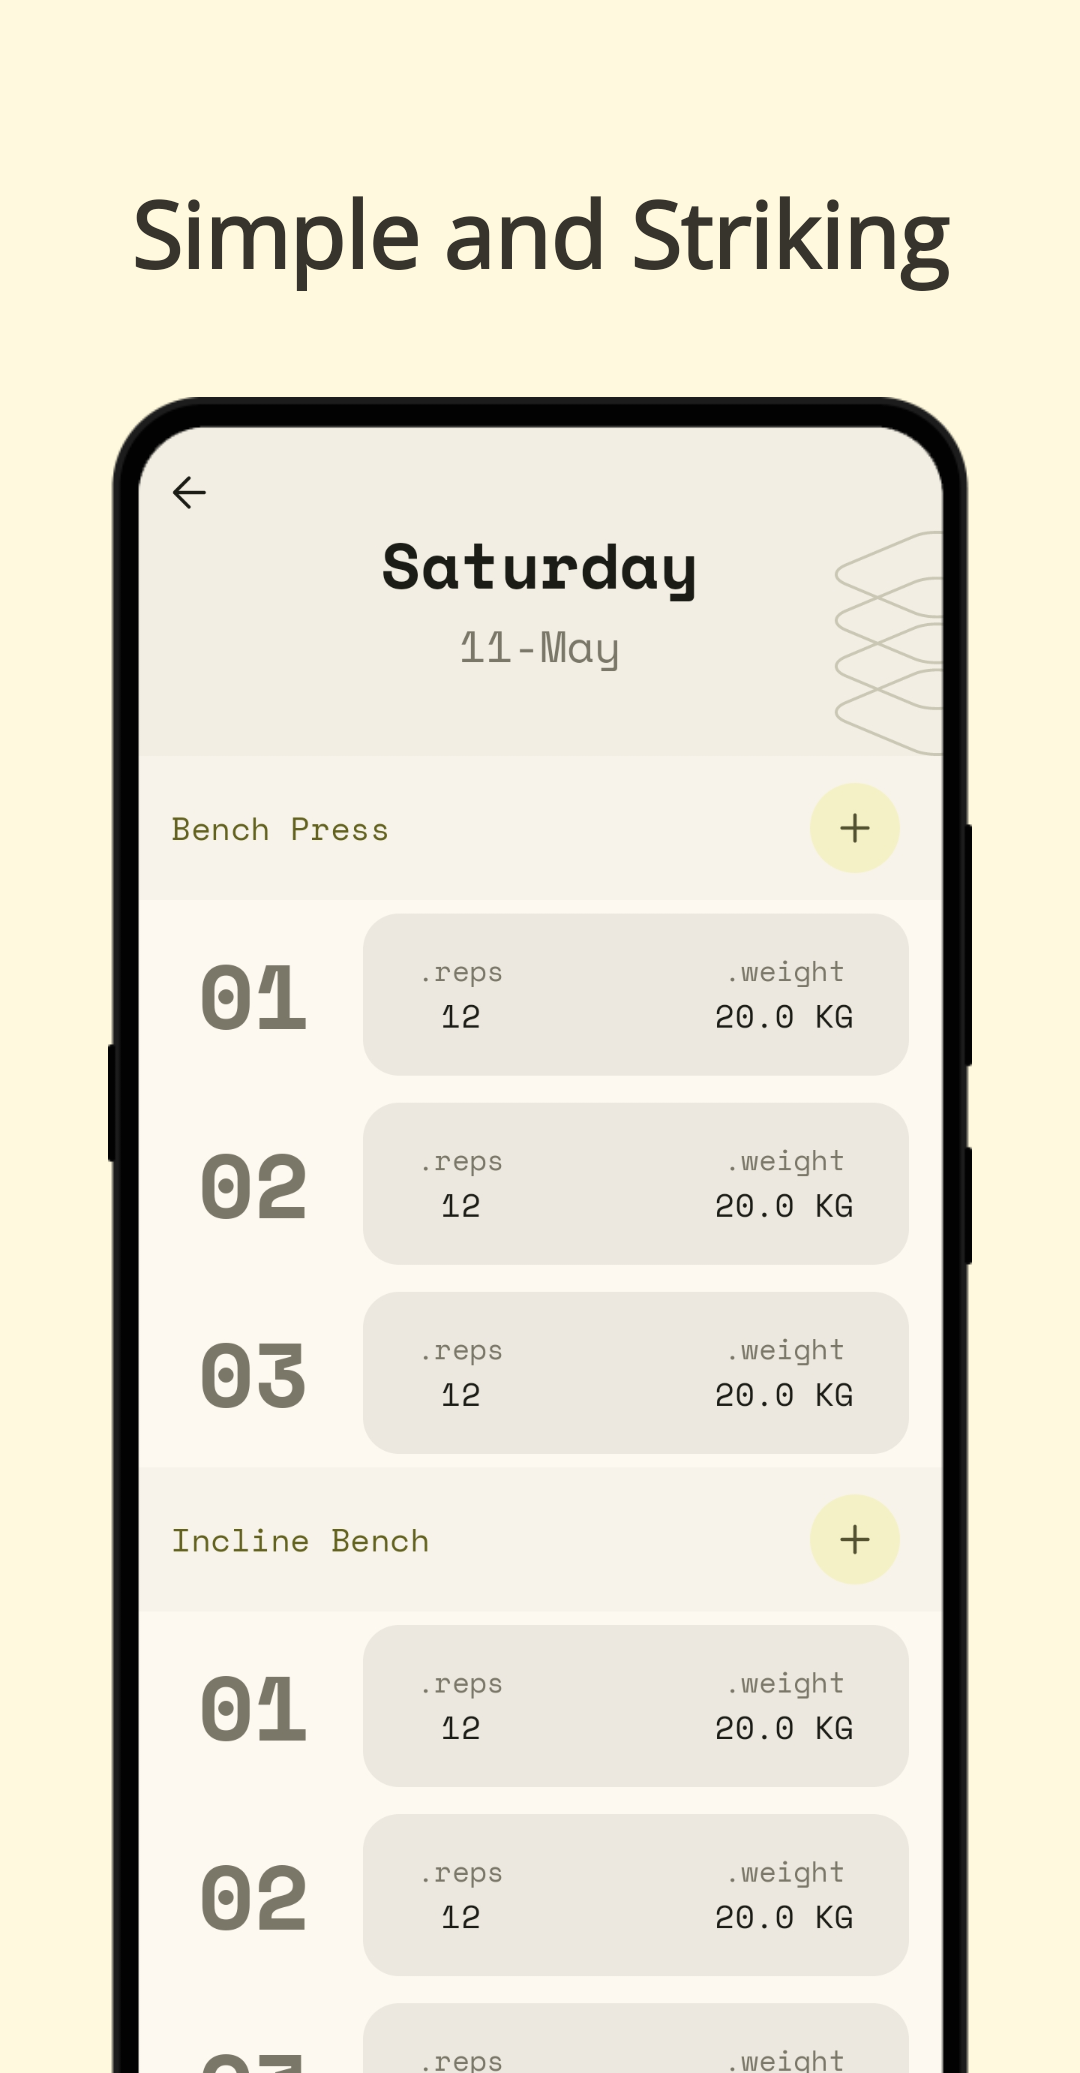 Simple and Striking
Saturday
11-May
Bench Press
01
.reps .weight
12 20.0 KG
02
.reps .weight
12 20.0 KG
03
.reps .weight
12 20.0 KG
Incline Bench
01
.reps .weight
12 20.0 KG
02
.reps .weight
12 20.0 KG
03
.reps .weight